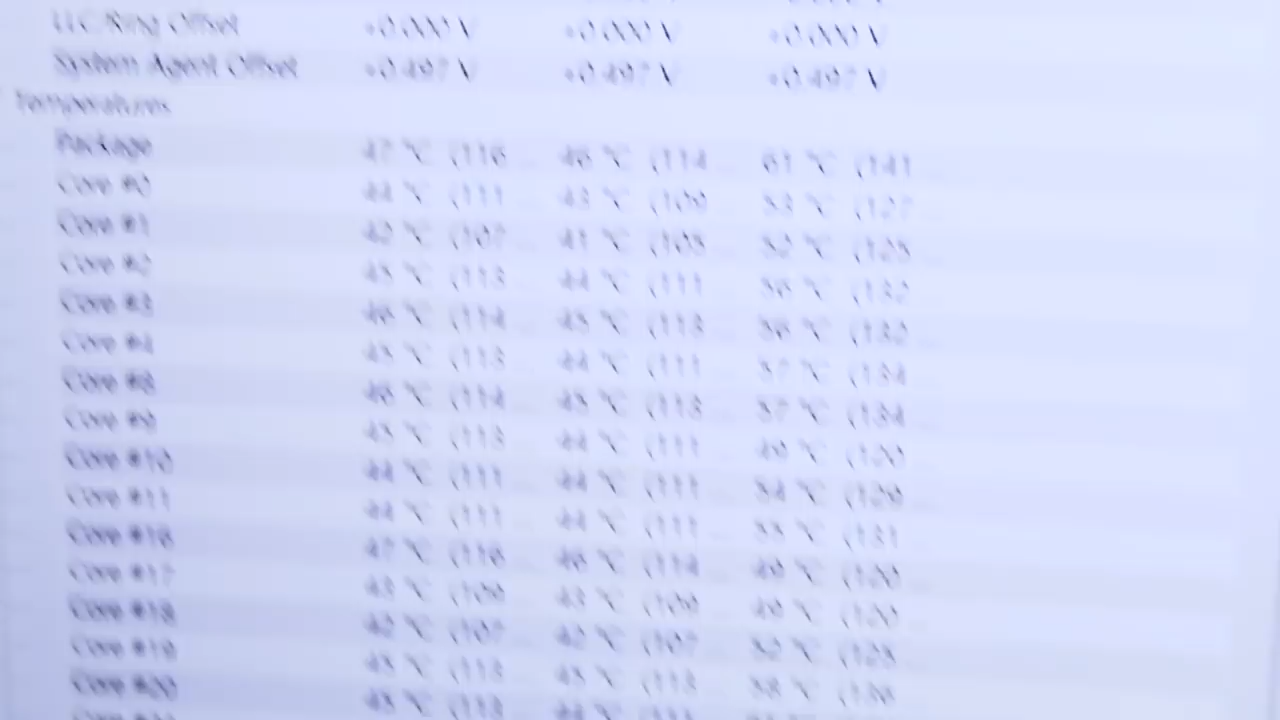 LLC/Ring Offset +0.000 V +0.000 V +0.000 V
System Agent Offset +0.497 V +0.497 V +0.497 V
Temperatures
Package 47 °C (116 ... 46 °C (114 ... 61 °C (141 ...
Core #0 44 °C (111 ... 43 °C (109 ... 53 °C (127 ...
Core #1 42 °C (107 ... 41 °C (105 ... 52 °C (125 ...
Core #2 45 °C (113 ... 44 °C (111 ... 56 °C (132 ...
Core #3 46 °C (114 ... 45 °C (113 ... 56 °C (132 ...
Core #4 45 °C (113 ... 44 °C (111 ... 57 °C (134 ...
Core #8 46 °C (114 ... 45 °C (113 ... 57 °C (134 ...
Core #9 45 °C (113 ... 44 °C (111 ... 49 °C (120 ...
Core #10 44 °C (111 ... 44 °C (111 ... 54 °C (129 ...
Core #11 44 °C (111 ... 44 °C (111 ... 55 °C (131 ...
Core #16 47 °C (116 ... 46 °C (114 ... 49 °C (120 ...
Core #17 43 °C (109 ... 43 °C (109 ... 49 °C (120 ...
Core #18 42 °C (107 ... 42 °C (107 ... 52 °C (125 ...
Core #19 45 °C (113 ... 45 °C (113 ... 58 °C (136 ...
Core #20 45 °C (113 ... 44 °C (111 ...